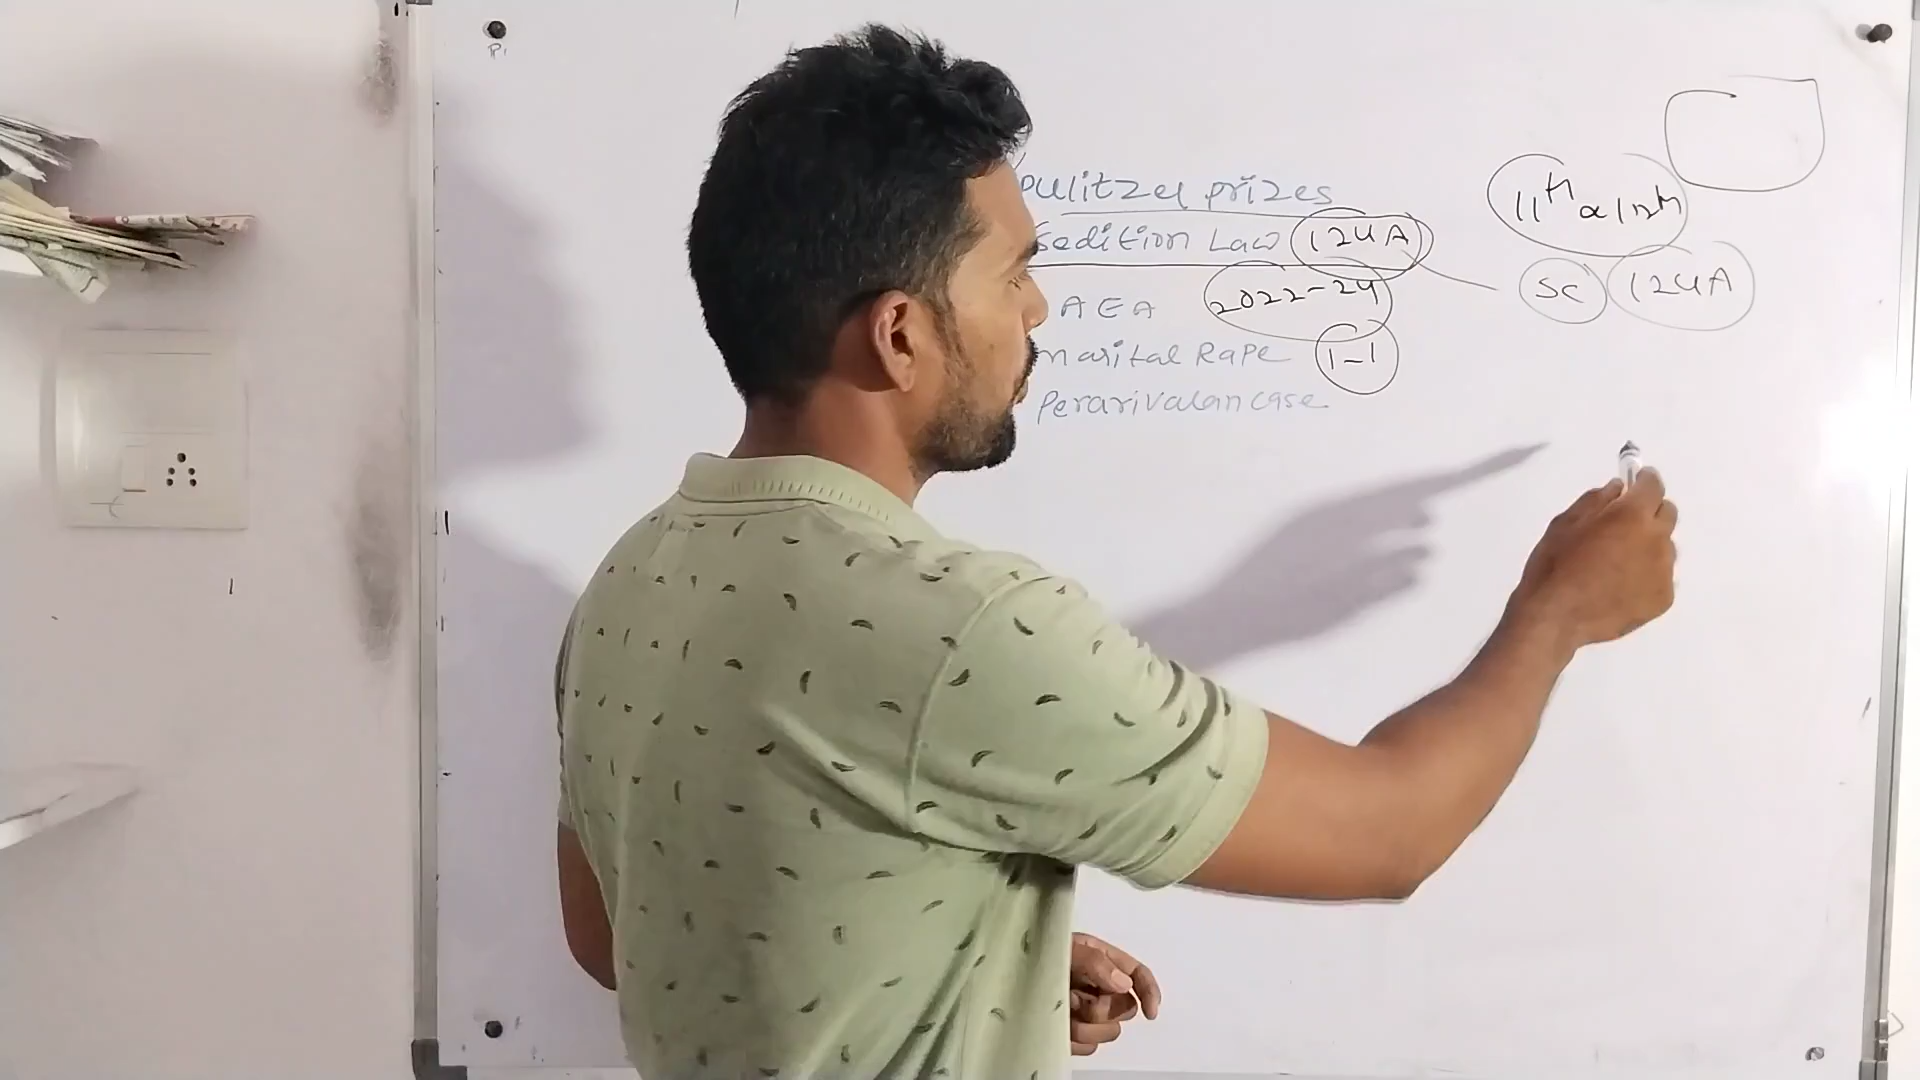 Pulitzer prizes
Sedition Law 124A
AEA 2022-24
marital Rape 1-1
Perarivalan case
11th & 12th
SC 124A